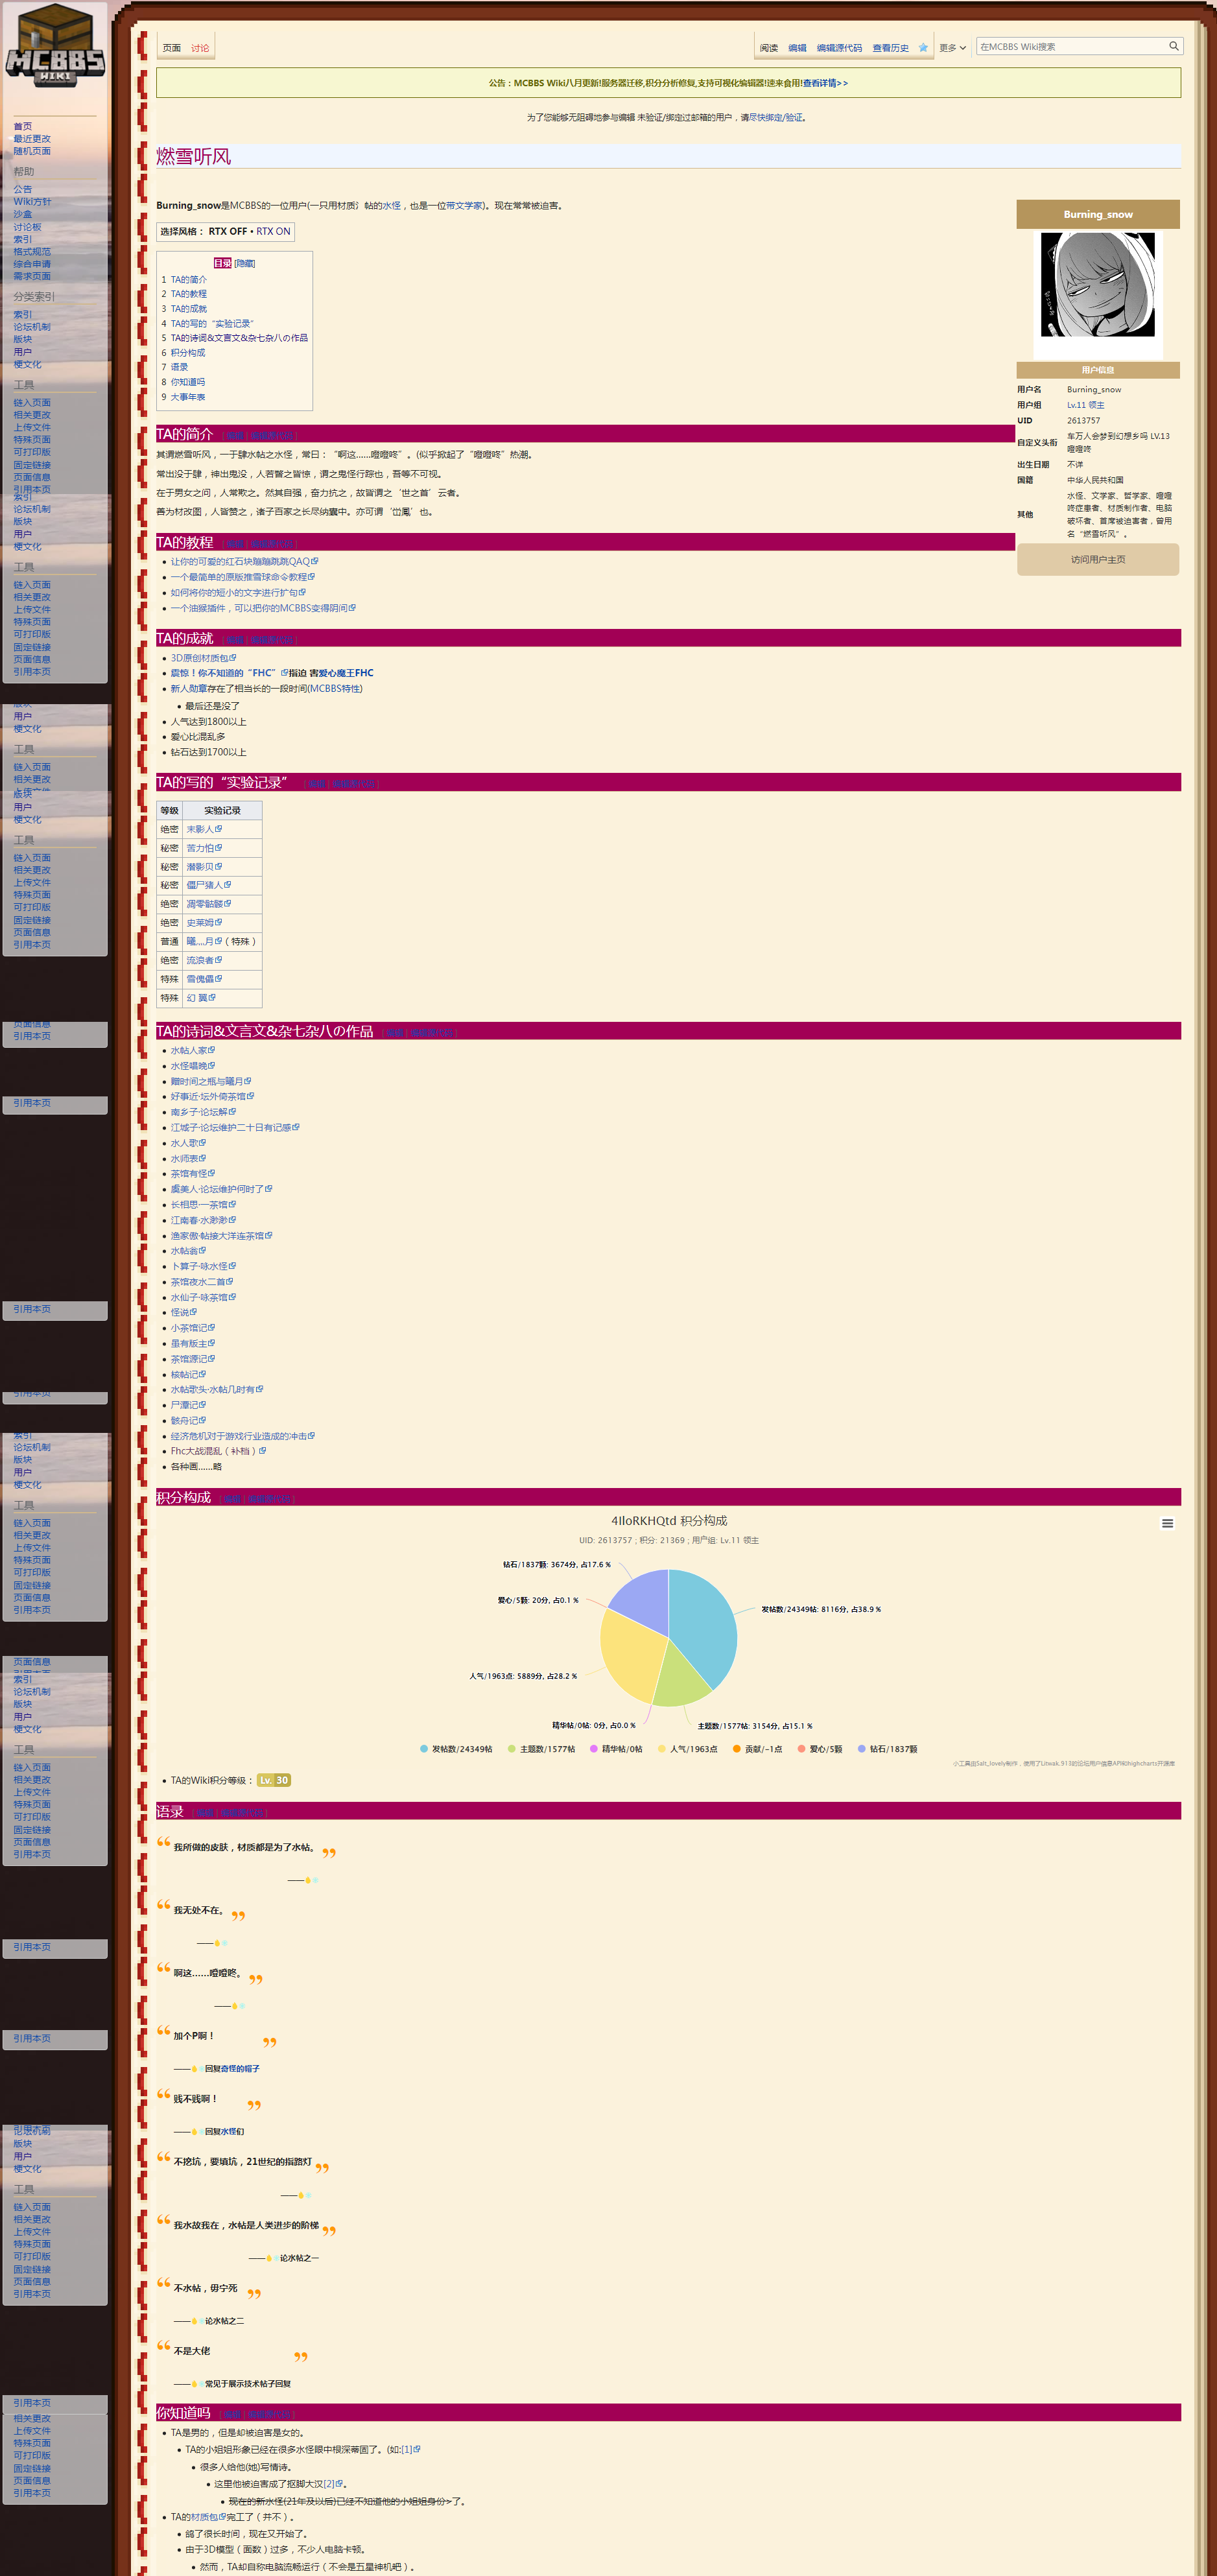 MCBBS
WIKI
页面 讨论
阅读 编辑 编辑源代码 查看历史 更多 在MCBBS Wiki搜索
公告：MCBBS Wiki八月更新!服务器迁移,积分分析修复,支持可视化编辑器!速来食用!查看详情>>
为了您能够无阻碍地参与编辑 未验证/绑定过邮箱的用户，请尽快绑定/验证。
首页
最近更改
随机页面
帮助
公告
Wiki方针
沙盒
讨论板
索引
格式规范
综合申请
需求页面
分类索引
索引
论坛机制
版块
用户
梗文化
工具
链入页面
相关更改
上传文件
特殊页面
可打印版
固定链接
页面信息
引用本页
燃雪听风
Burning_snow是MCBBS的一位用户(一只用材质氵帖的水怪，也是一位带文学家)。现在常常被迫害。
选择风格： RTX OFF • RTX ON
目录 [隐藏]
1 TA的简介
2 TA的教程
3 TA的成就
4 TA的写的“实验记录”
5 TA的诗词&文言文&杂七杂八の作品
6 积分构成
7 语录
8 你知道吗
9 大事年表
Burning_snow
用户信息
用户名 Burning_snow
用户组 Lv.11 领主
UID 2613757
自定义头衔 车万人会梦到幻想乡吗 LV.13 噔噔咚
出生日期 不详
国籍 中华人民共和国
其他 水怪、文学家、哲学家、噔噔咚症患者、材质制作者、电脑破坏者、首席被迫害者，曾用名“燃雪听风”。
访问用户主页
TA的简介 [ 编辑 | 编辑源代码 ]
其谓燃雪听风，一于肆水帖之水怪，常曰：“啊这……噔噔咚”。(似乎掀起了“噔噔咚”热潮。
常出没于肆，神出鬼没，人若瞥之皆惊，谓之鬼怪行踪也，吾等不可视。
在于男女之问，人常欺之。然其自强，奋力抗之，故皆谓之‘世之首’云者。
善为材改图，人皆赞之，诸子百家之长尽纳囊中。亦可谓‘岀鳯’也。
TA的教程 [ 编辑 | 编辑源代码 ]
让你的可爱的红石块蹦蹦跳跳QAQ
一个最简单的原版推雪球命令教程
如何将你的短小的文字进行扩句
一个油猴插件，可以把你的MCBBS变得阴间
TA的成就 [ 编辑 | 编辑源代码 ]
3D原创材质包
震惊！你不知道的“FHC”指迫 害爱心魔王FHC
新人勋章存在了相当长的一段时间(MCBBS特性)
最后还是没了
人气达到1800以上
爱心比混乱多
钻石达到1700以上
TA的写的“实验记录” [ 编辑 | 编辑源代码 ]
等级 实验记录
绝密 末影人
秘密 苦力怕
秘密 潜影贝
秘密 僵尸猪人
绝密 凋零骷髅
绝密 史莱姆
普通 曦....月（特殊）
绝密 流浪者
特殊 雪傀儡
特殊 幻 翼
TA的诗词&文言文&杂七杂八の作品 [ 编辑 | 编辑源代码 ]
水帖人家
水怪唱晚
赠时间之瓶与曦月
好事近·坛外倚茶馆
南乡子·论坛解
江城子·论坛维护二十日有记感
水人歌
水师表
茶馆有怪
虞美人·论坛维护何时了
长相思·一茶馆
江南春·水渺渺
渔家傲·帖接大洋连茶馆
水帖翁
卜算子·咏水怪
茶馆夜水二首
水仙子·咏茶馆
怪说
小茶馆记
虽有版主
茶馆源记
核帖记
水帖歌头·水帖几时有
尸潭记
骸舟记
经济危机对于游戏行业造成的冲击
Fhc大战混乱（补档）
各种画……略
积分构成 [ 编辑 | 编辑源代码 ]
4IIoRKHQtd 积分构成
UID: 2613757 ; 积分: 21369 ; 用户组: Lv.11 领主
钻石/1837颗: 3674分, 占17.6 %
爱心/5颗: 20分, 占0.1 %
发帖数/24349帖: 8116分, 占38.9 %
人气/1963点: 5889分, 占28.2 %
精华帖/0帖: 0分, 占0.0 %
主题数/1577帖: 3154分, 占15.1 %
发帖数/24349帖 主题数/1577帖 精华帖/0帖 人气/1963点 贡献/-1点 爱心/5颗 钻石/1837颗
小工具由Salt_lovely制作，使用了Litwak.913的论坛用户信息API和highcharts开源库
TA的Wiki积分等级： Lv. 30
语录 [ 编辑 | 编辑源代码 ]
“ 我所做的皮肤，材质都是为了水帖。 ”
——
“ 我无处不在。 ”
——
“ 啊这……噔噔咚。 ”
——
“ 加个P啊！ ”
——回复奇怪的帽子
“ 贱不贱啊！ ”
——回复水怪们
“ 不挖坑，要填坑，21世纪的指路灯 ”
——
“ 我水故我在，水帖是人类进步的阶梯 ”
——论水帖之一
“ 不水帖，毋宁死 ”
——论水帖之二
“ 不是大佬 ”
——常见于展示技术帖子回复
你知道吗 [ 编辑 | 编辑源代码 ]
TA是男的，但是却被迫害是女的。
TA的小姐姐形象已经在很多水怪眼中根深蒂固了。(如:[1]
很多人给他(她)写情诗。
这里他被迫害成了抠脚大汉[2]。
现在的新水怪(21年及以后)已经不知道他的小姐姐身份>了。
TA的材质包完工了（并不）。
鸽了很长时间，现在又开始了。
由于3D模型（面数）过多，不少人电脑卡顿。
然而，TA却自称电脑流畅运行（不会是五星神机吧）。